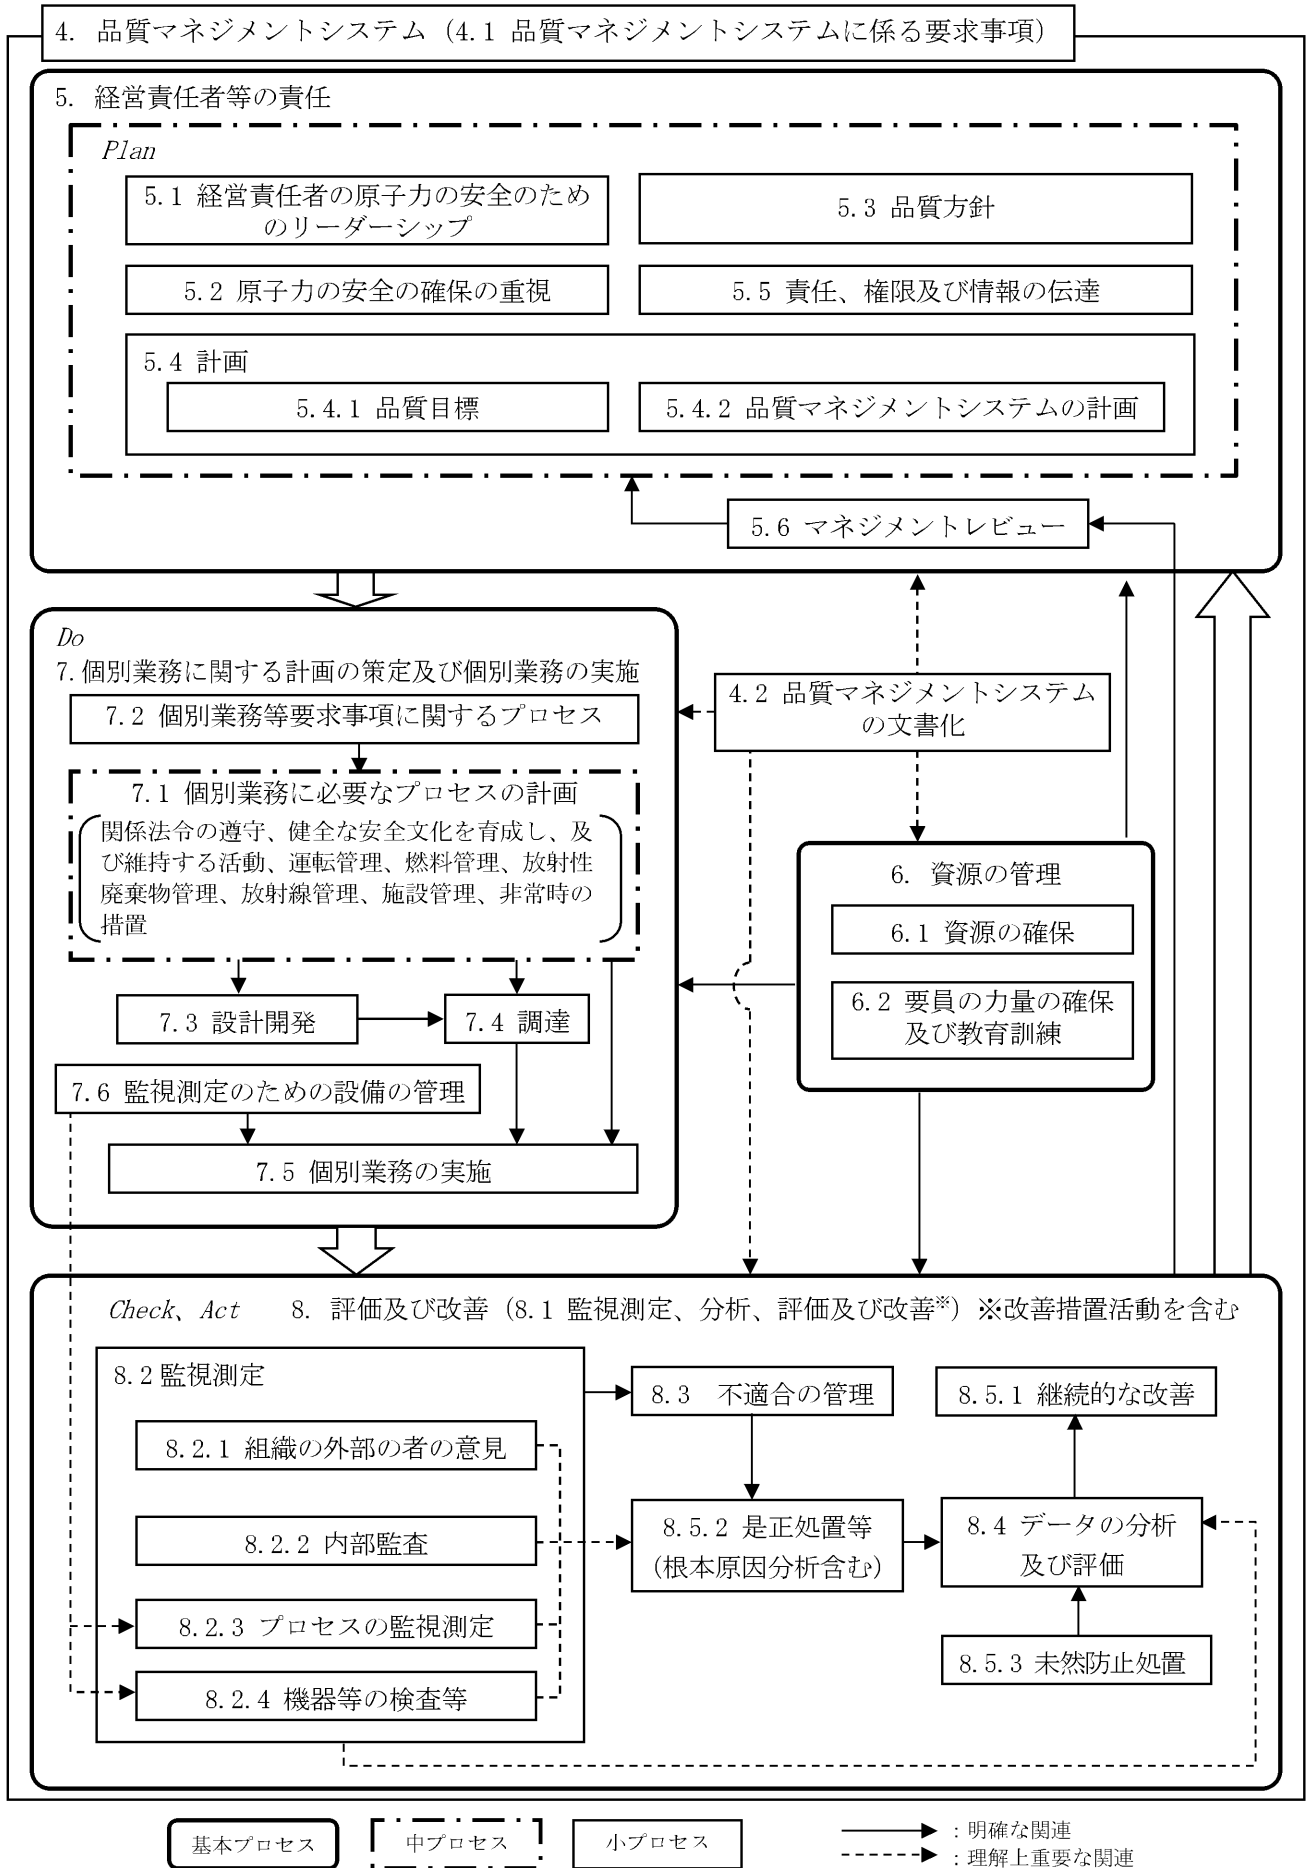 4. 品質マネジメントシステム（4.1 品質マネジメントシステムに係る要求事項）
5. 経営責任者等の責任
Plan
5.1 経営責任者の原子力の安全のため
のリーダーシップ
5.3 品質方針
5.2 原子力の安全の確保の重視
5.5 責任、権限及び情報の伝達
5.4 計画
5.4.1 品質目標
5.4.2 品質マネジメントシステムの計画
5.6 マネジメントレビュー
Do
7.個別業務に関する計画の策定及び個別業務の実施
7.2 個別業務等要求事項に関するプロセス
7.1 個別業務に必要なプロセスの計画
関係法令の遵守、健全な安全文化を育成し、及
び維持する活動、運転管理、燃料管理、放射性
廃棄物管理、放射線管理、施設管理、非常時の
措置
7.3 設計開発
7.4 調達
7.6 監視測定のための設備の管理
7.5 個別業務の実施
4.2 品質マネジメントシステム
の文書化
6. 資源の管理
6.1 資源の確保
6.2 要員の力量の確保
及び教育訓練
Check、Act 8. 評価及び改善（8.1 監視測定、分析、評価及び改善※）※改善措置活動を含む
8.2監視測定
8.2.1 組織の外部の者の意見
8.2.2 内部監査
8.2.3 プロセスの監視測定
8.2.4 機器等の検査等
8.3 不適合の管理
8.5.1 継続的な改善
8.5.2 是正処置等
（根本原因分析含む）
8.4 データの分析
及び評価
8.5.3 未然防止処置
基本プロセス
中プロセス
小プロセス
：明確な関連
：理解上重要な関連